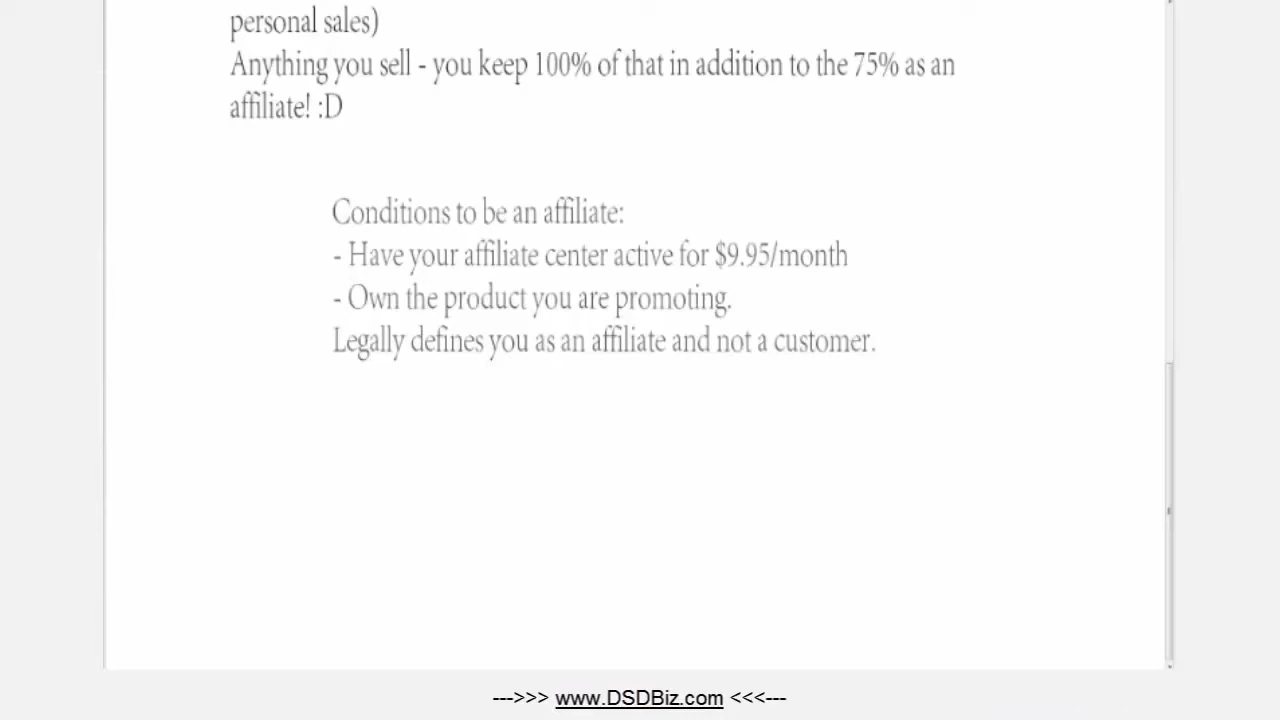 personal sales)
Anything you sell - you keep 100% of that in addition to the 75% as an
affiliate! :D
Conditions to be an affiliate:
- Have your affiliate center active for $9.95/month
- Own the product you are promoting.
Legally defines you as an affiliate and not a customer.
--->>> www.DSDBiz.com <<<---